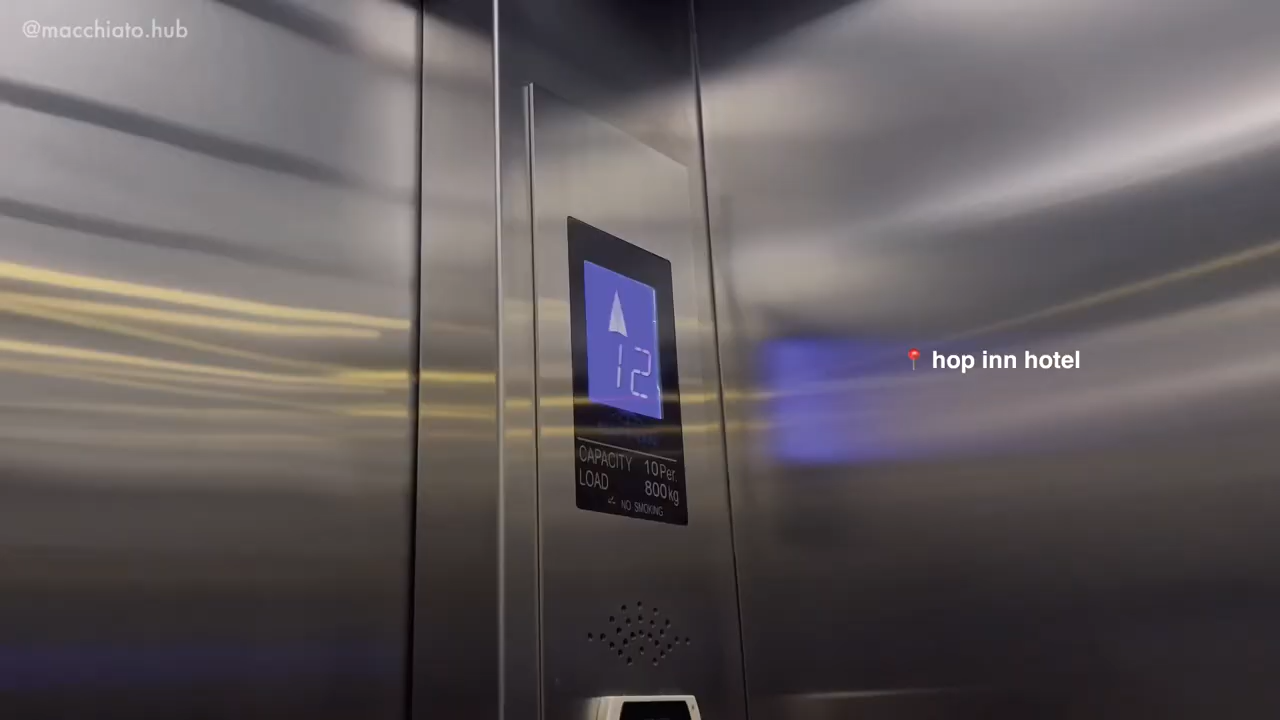 @macchiato.hub
12
📍 hop inn hotel
CAPACITY 10Per.
LOAD 800kg
NO SMOKING